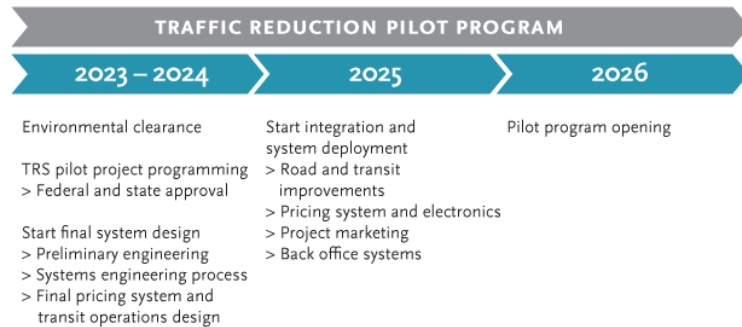 TRAFFIC REDUCTION PILOT PROGRAM
2023 – 2024
2025
2026
Environmental clearance
TRS pilot project programming
> Federal and state approval
Start final system design
> Preliminary engineering
> Systems engineering process
> Final pricing system and
transit operations design
Start integration and
system deployment
> Road and transit
improvements
> Pricing system and electronics
> Project marketing
> Back office systems
Pilot program opening